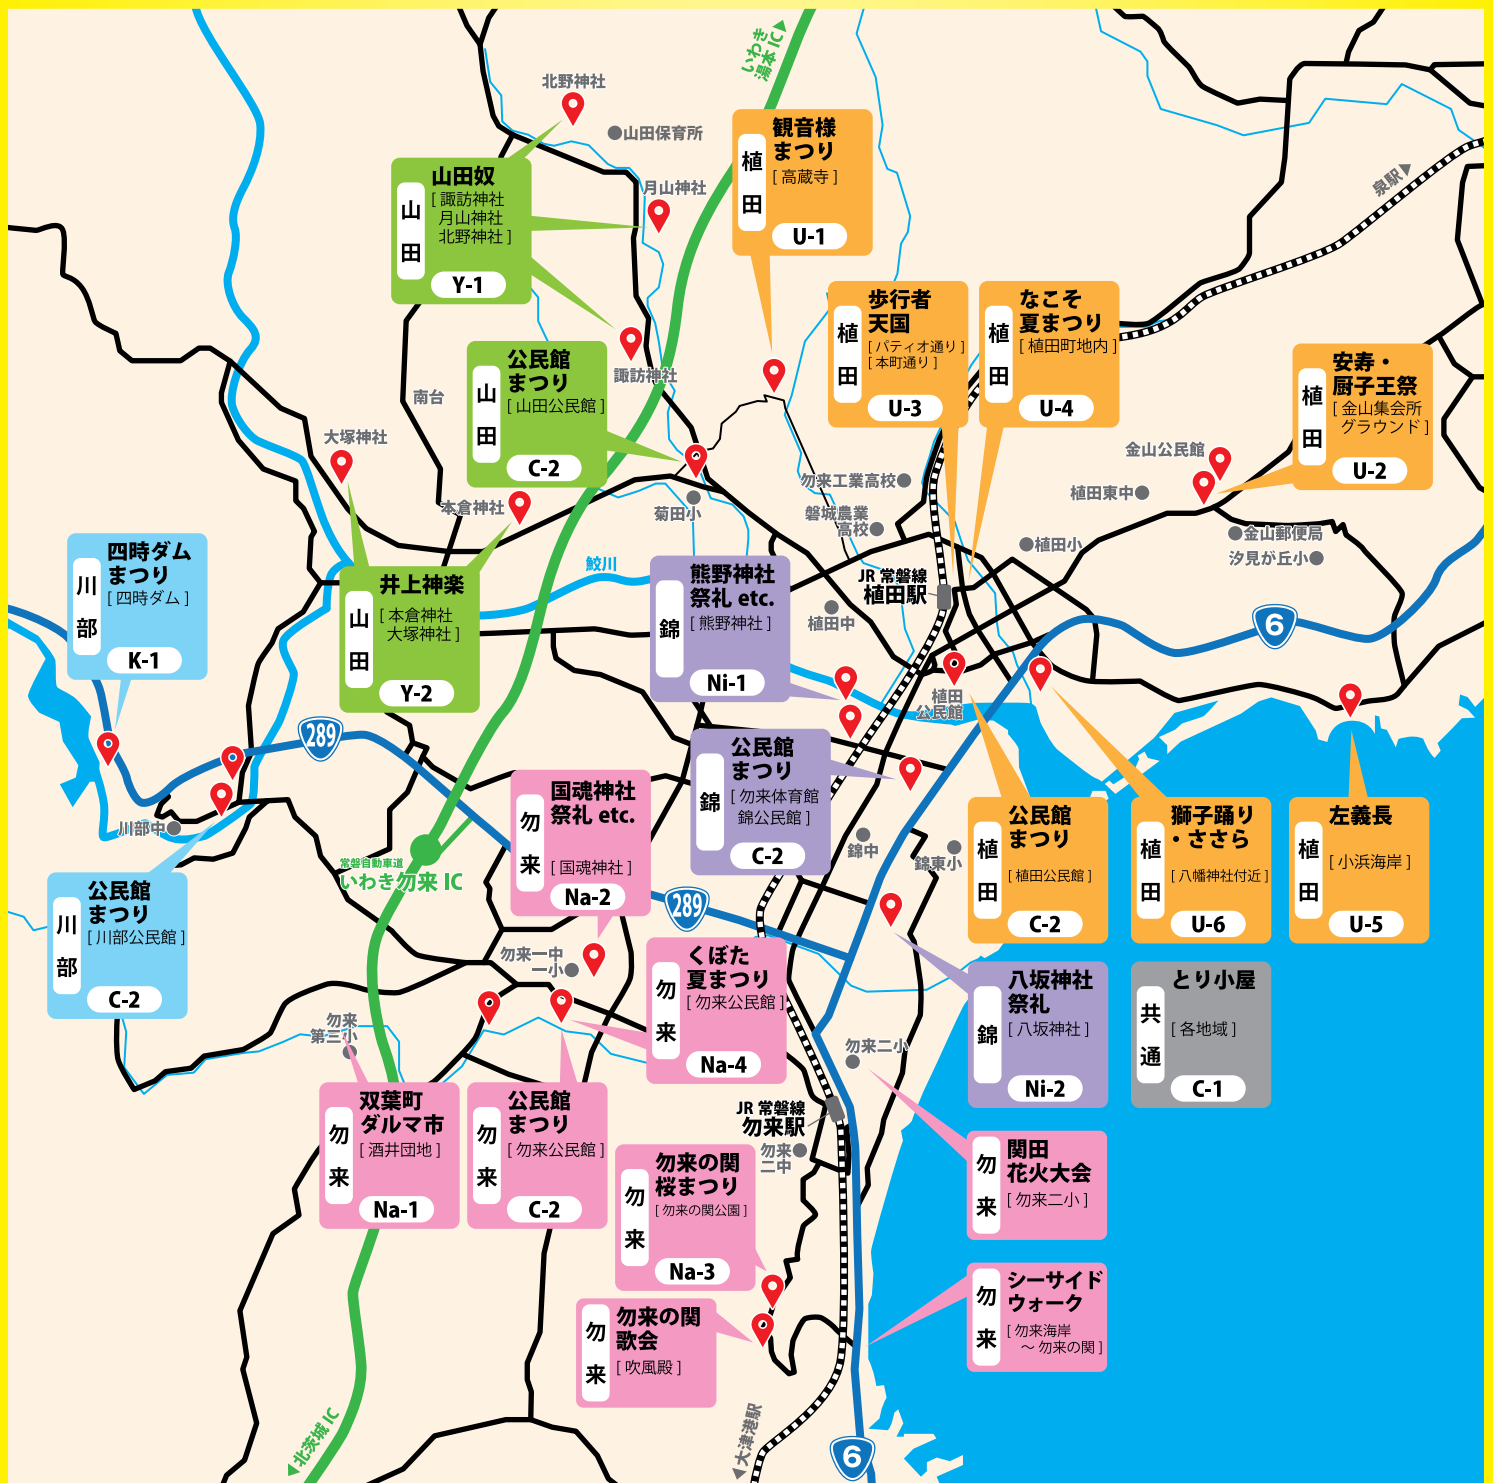 いわき
湯本IC
北野神社
山田保育所
月山神社
泉駅
山田
山田奴
[ 諏訪神社
月山神社
北野神社 ]
Y-1
植田
観音様
まつり
[ 高蔵寺 ]
U-1
諏訪神社
南台
山田
公民館
まつり
[ 山田公民館 ]
C-2
植田
歩行者
天国
[ パティオ通り ]
[ 本町通り ]
U-3
植田
なこそ
夏まつり
[ 植田町地内 ]
U-4
植田
安寿・
厨子王祭
[ 金山集会所
グラウンド ]
U-2
大塚神社
本倉神社
菊田小
勿来工業高校
磐城農業
高校
金山公民館
植田東中
植田小
金山郵便局
汐見が丘小
川部
四時ダム
まつり
[ 四時ダム ]
K-1
山田
井上神楽
[ 本倉神社
大塚神社 ]
Y-2
鮫川
錦
熊野神社
祭礼 etc.
[ 熊野神社 ]
Ni-1
JR 常磐線
植田駅
植田中
植田
公民館
6
289
川部中
常磐自動車道
いわき勿来 IC
勿来
国魂神社
祭礼 etc.
[ 国魂神社 ]
Na-2
錦
公民館
まつり
[ 勿来体育館
錦公民館 ]
C-2
錦中
錦東小
植田
公民館
まつり
[ 植田公民館 ]
C-2
植田
獅子踊り
・ささら
[ 八幡神社付近 ]
U-6
植田
左義長
[ 小浜海岸 ]
U-5
川部
公民館
まつり
[ 川部公民館 ]
C-2
289
勿来一中
一小
勿来
くぼた
夏まつり
[ 勿来公民館 ]
Na-4
錦
八坂神社
祭礼
[ 八坂神社 ]
Ni-2
共通
とり小屋
[ 各地域 ]
C-1
勿来
第三小
勿来二小
勿来
双葉町
ダルマ市
[ 酒井団地 ]
Na-1
勿来
公民館
まつり
[ 勿来公民館 ]
C-2
JR 常磐線
勿来駅
勿来
二中
勿来
勿来の関
桜まつり
[ 勿来の関公園 ]
Na-3
勿来
関田
花火大会
[ 勿来二小 ]
勿来
シーサイド
ウォーク
[ 勿来海岸
〜 勿来の関 ]
勿来
勿来の関
歌会
[ 吹風殿 ]
北茨城 IC
大津港駅
6